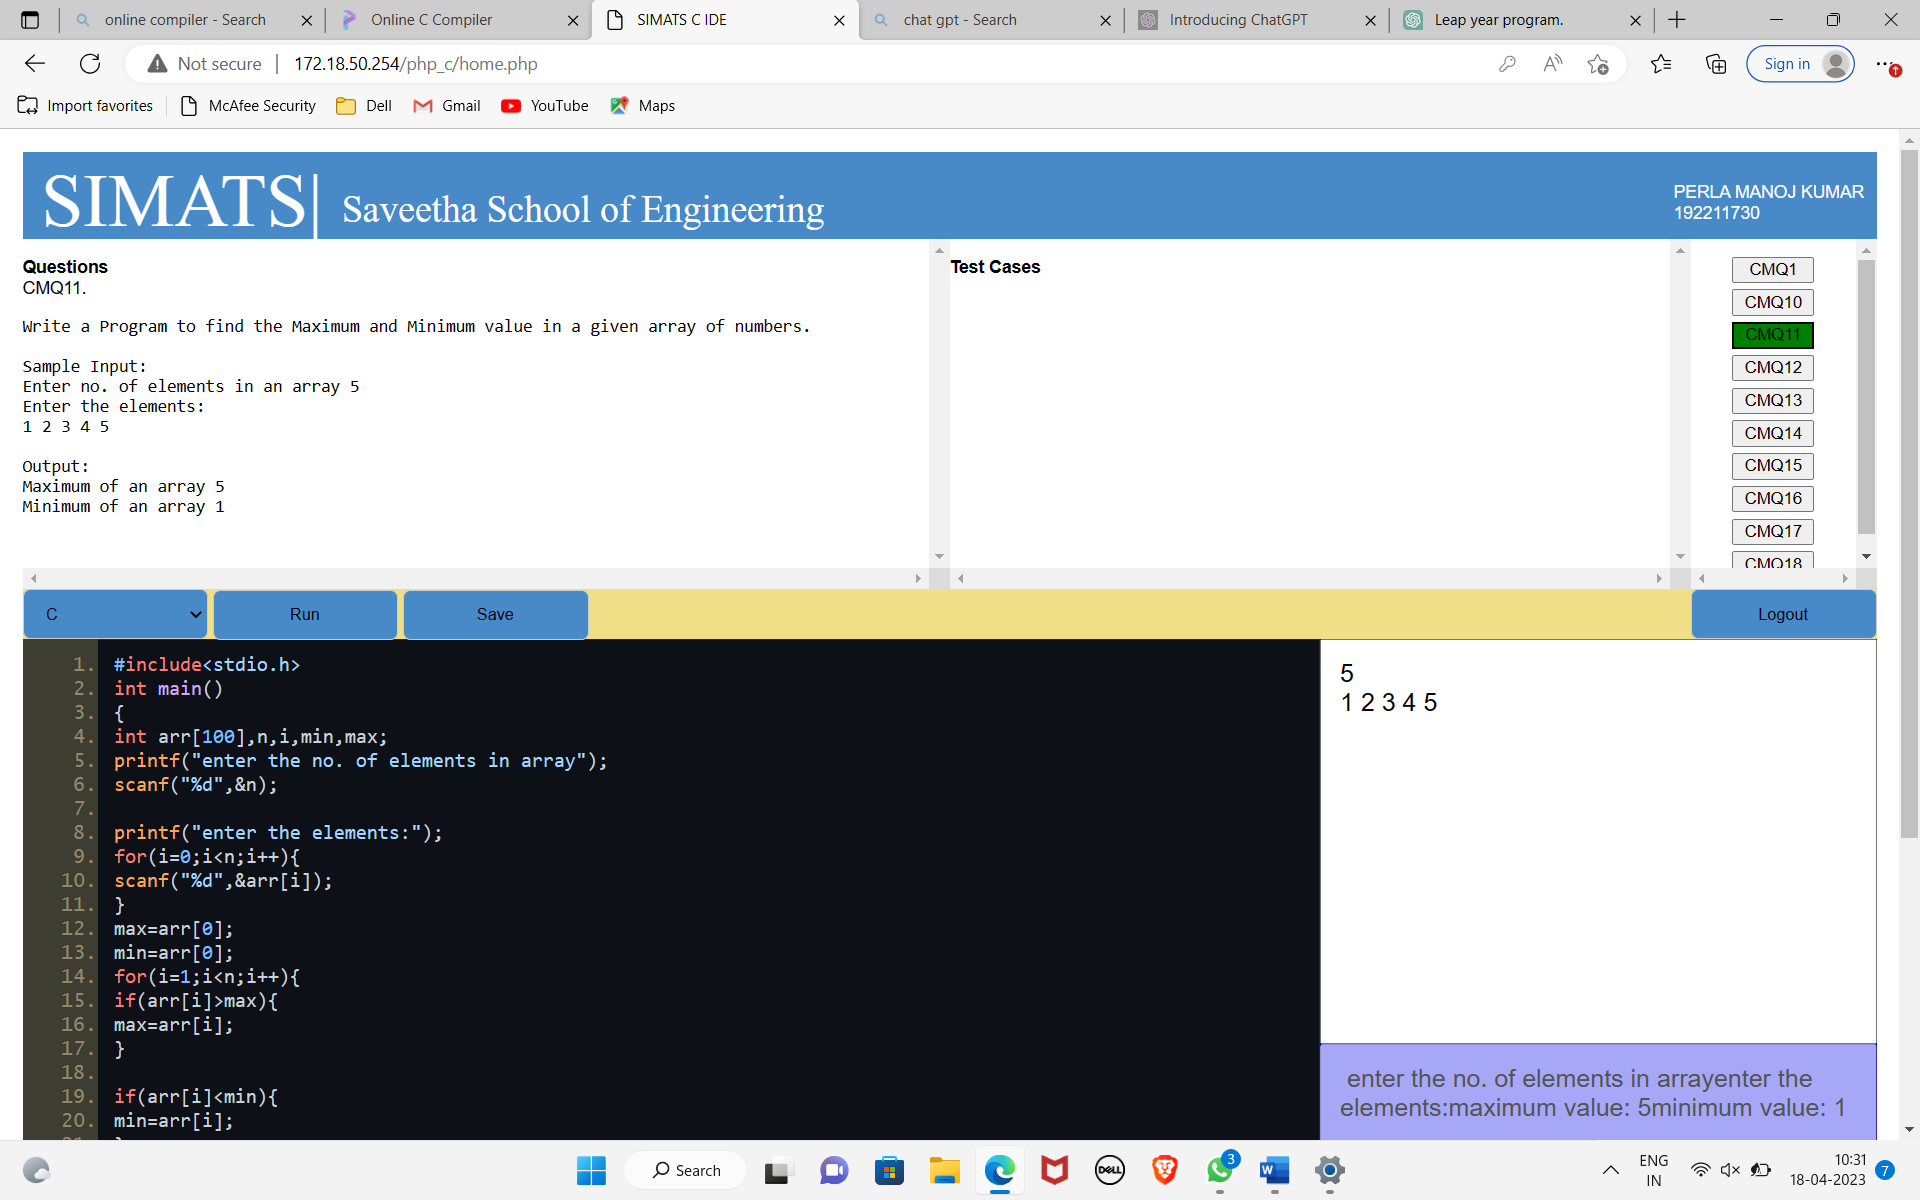 online compiler - Search
Online C Compiler
SIMATS C IDE
chat gpt - Search
Introducing ChatGPT
Leap year program.
Not secure
172.18.50.254/php_c/home.php
Sign in
Import favorites
McAfee Security
Dell
Gmail
YouTube
Maps
SIMATS| Saveetha School of Engineering
PERLA MANOJ KUMAR
192211730
Questions
CMQ11.
Write a Program to find the Maximum and Minimum value in a given array of numbers.
Sample Input:
Enter no. of elements in an array 5
Enter the elements:
1 2 3 4 5
Output:
Maximum of an array 5
Minimum of an array 1
Test Cases
CMQ1
CMQ10
CMQ11
CMQ12
CMQ13
CMQ14
CMQ15
CMQ16
CMQ17
CMQ18
C
Run
Save
Logout
1. #include<stdio.h>
2. int main()
3. {
4. int arr[100],n,i,min,max;
5. printf("enter the no. of elements in array");
6. scanf("%d",&n);
7.
8. printf("enter the elements:");
9. for(i=0;i<n;i++){
10. scanf("%d",&arr[i]);
11. }
12. max=arr[0];
13. min=arr[0];
14. for(i=1;i<n;i++){
15. if(arr[i]>max){
16. max=arr[i];
17. }
18.
19. if(arr[i]<min){
20. min=arr[i];
5
1 2 3 4 5
enter the no. of elements in arrayenter the
elements:maximum value: 5minimum value: 1
Search
DELL
3
ENG
IN
10:31
18-04-2023
7